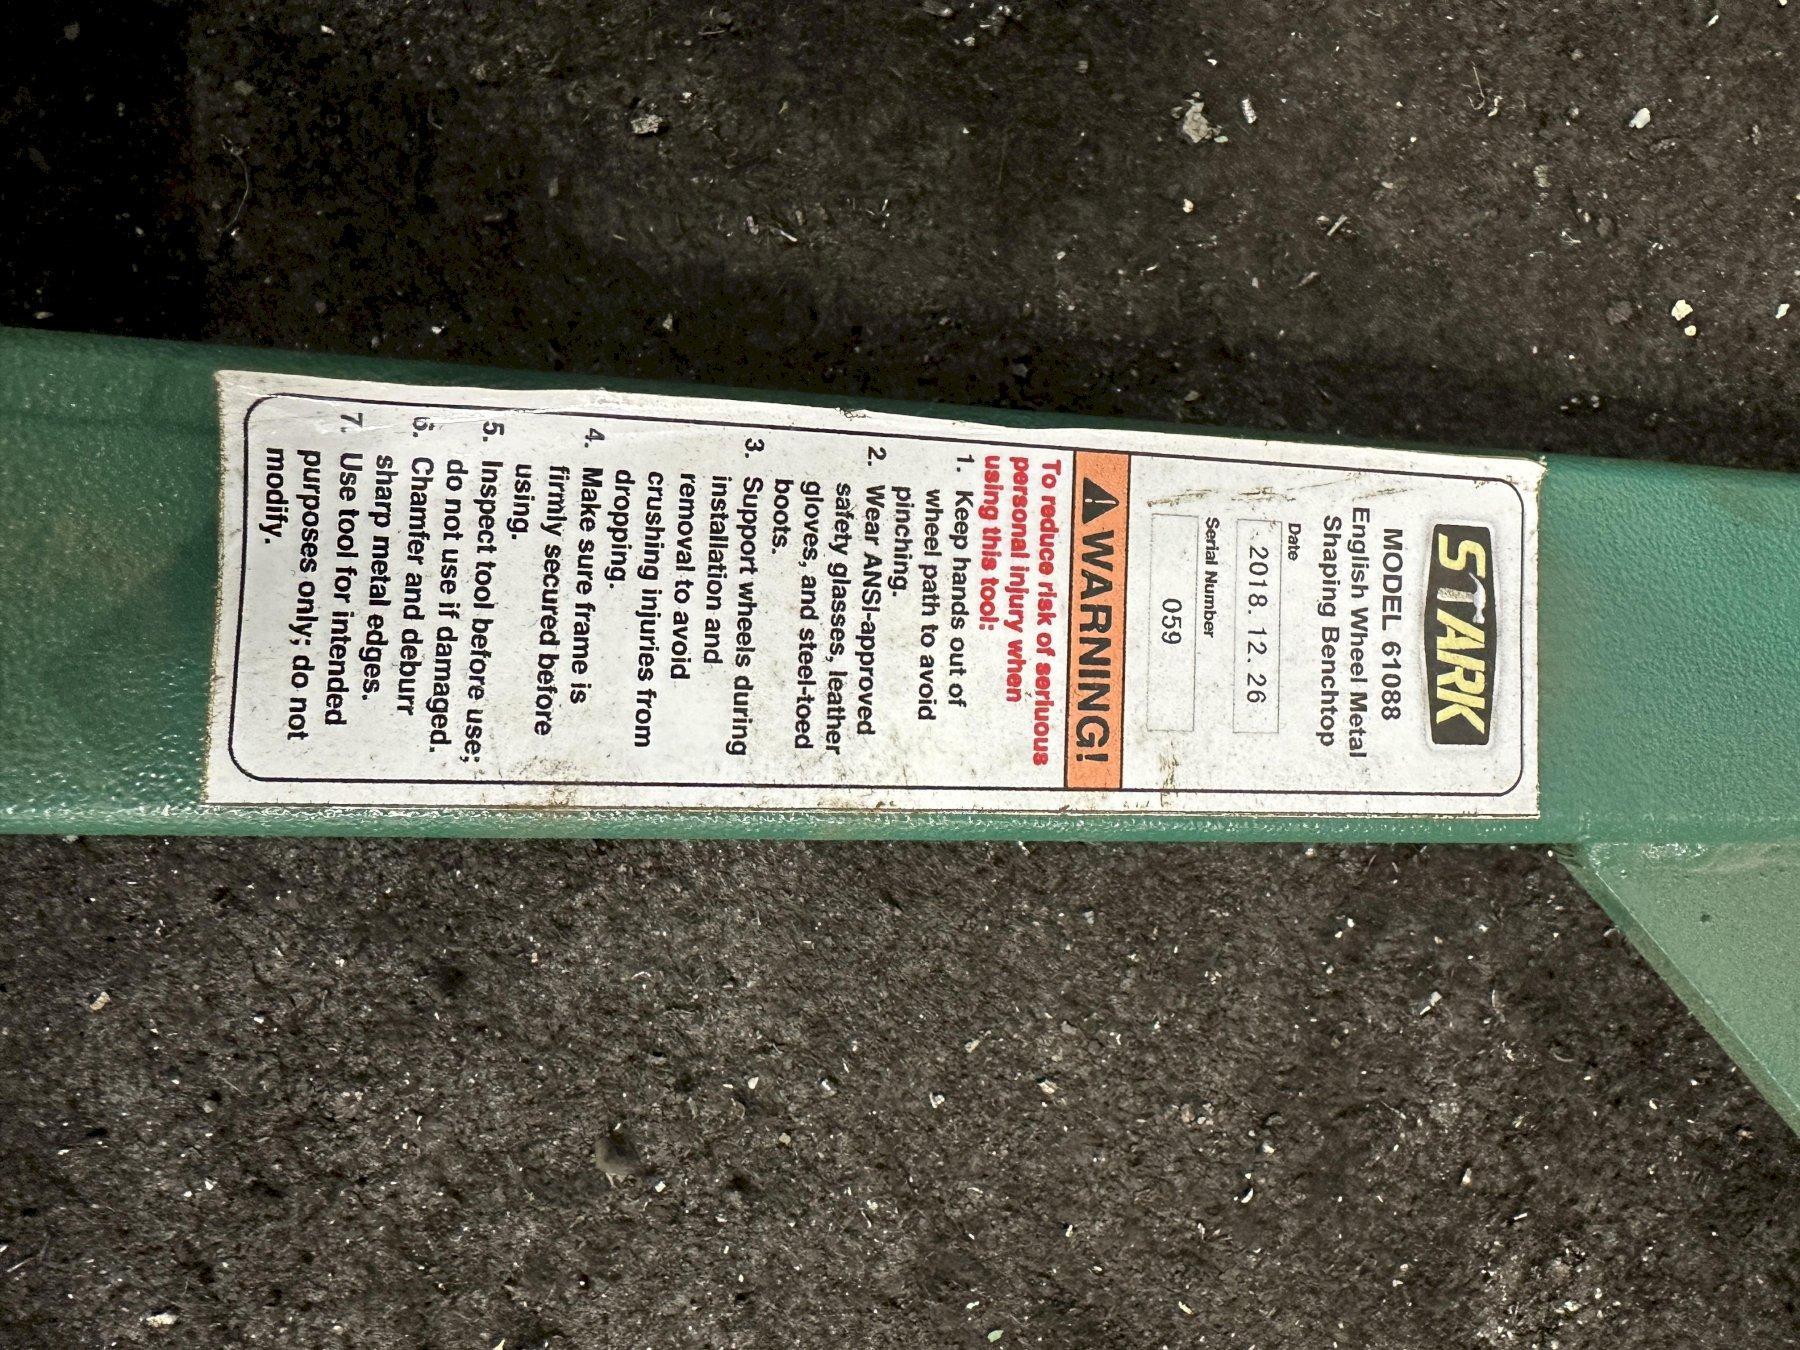 STARK
MODEL 61088
English Wheel Metal
Shaping Benchtop
Date
2018. 12. 26
Serial Number
059
WARNING!
To reduce risk of seriuous
personal injury when
using this tool:
1. Keep hands out of
wheel path to avoid
pinching.
2. Wear ANSI-approved
safety glasses, leather
gloves, and steel-toed
boots.
3. Support wheels during
installation and
removal to avoid
crushing injuries from
dropping.
4. Make sure frame is
firmly secured before
using.
5. Inspect tool before use;
do not use if damaged.
6. Chamfer and deburr
sharp metal edges.
7. Use tool for intended
purposes only; do not
modify.